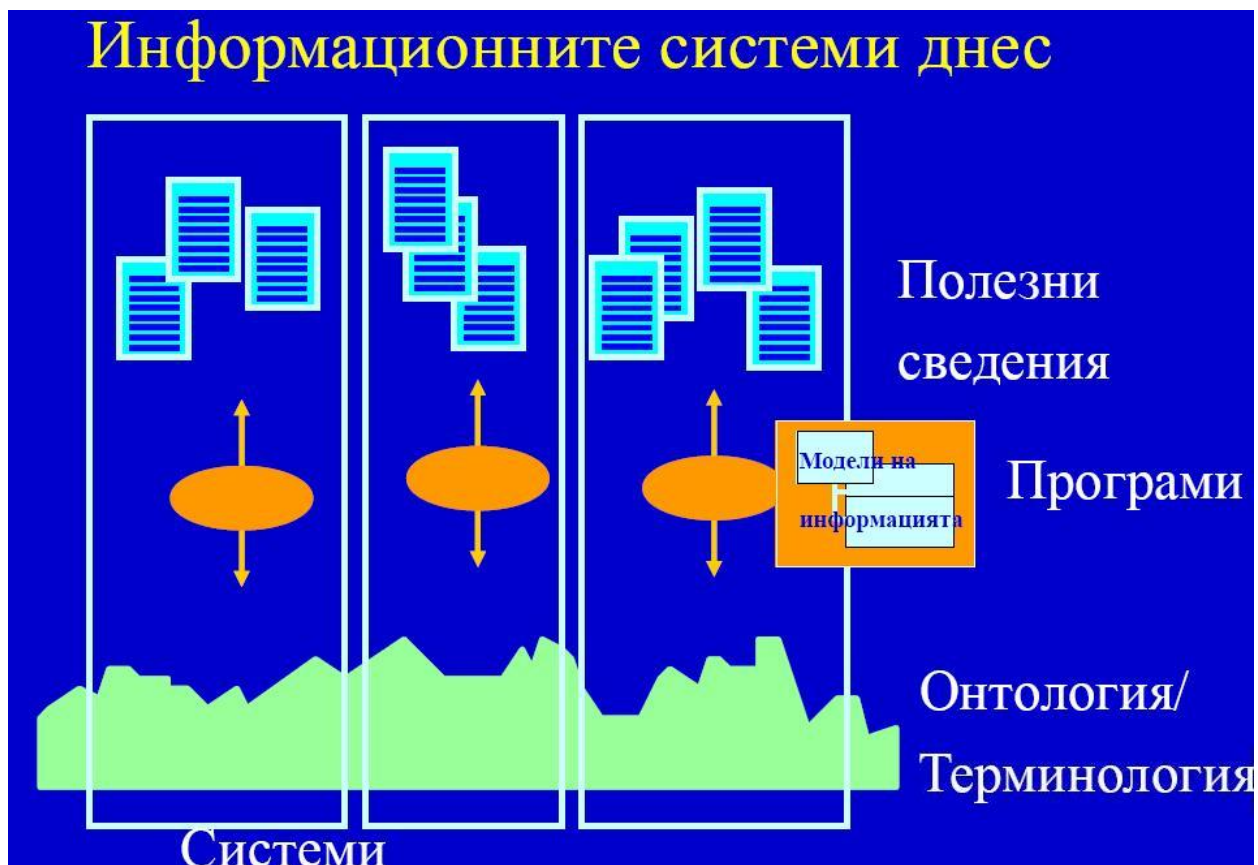 Информационните системи днес
Полезни
сведения
Модели на
информацията
Програми
Онтология/
Терминология
Системи